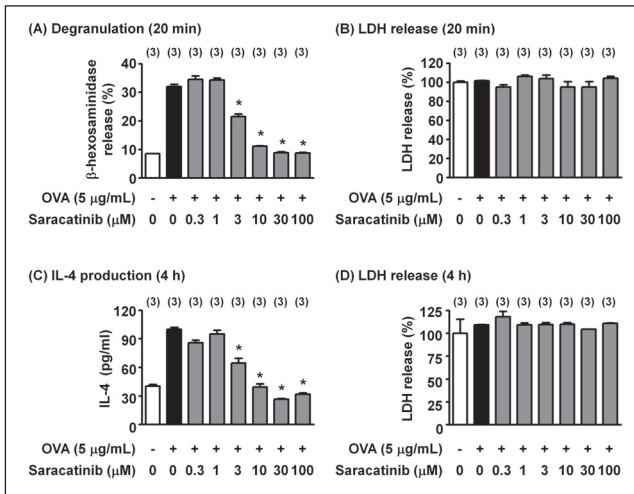 (A) Degranulation (20 min)
(3) (3) (3) (3) (3) (3) (3) (3)
β-hexosaminidase
release (%)
40
30
20
10
0
* * * *
OVA (5 μg/mL) - + + + + + + +
Saracatinib (μM) 0 0 0.3 1 3 10 30 100
(B) LDH release (20 min)
(3) (3) (3) (3) (3) (3) (3) (3)
LDH release (%)
120
100
80
60
40
20
0
OVA (5 μg/mL) - + + + + + + +
Saracatinib (μM) 0 0 0.3 1 3 10 30 100
(C) IL-4 production (4 h)
(3) (3) (3) (3) (3) (3) (3) (3)
IL-4 (pg/ml)
120
90
60
30
0
* * * *
OVA (5 μg/mL) - + + + + + + +
Saracatinib (μM) 0 0 0.3 1 3 10 30 100
(D) LDH release (4 h)
(3) (3) (3) (3) (3) (3) (3) (3)
LDH release (%)
125
100
75
50
25
0
OVA (5 μg/mL) - + + + + + + +
Saracatinib (μM) 0 0 0.3 1 3 10 30 100